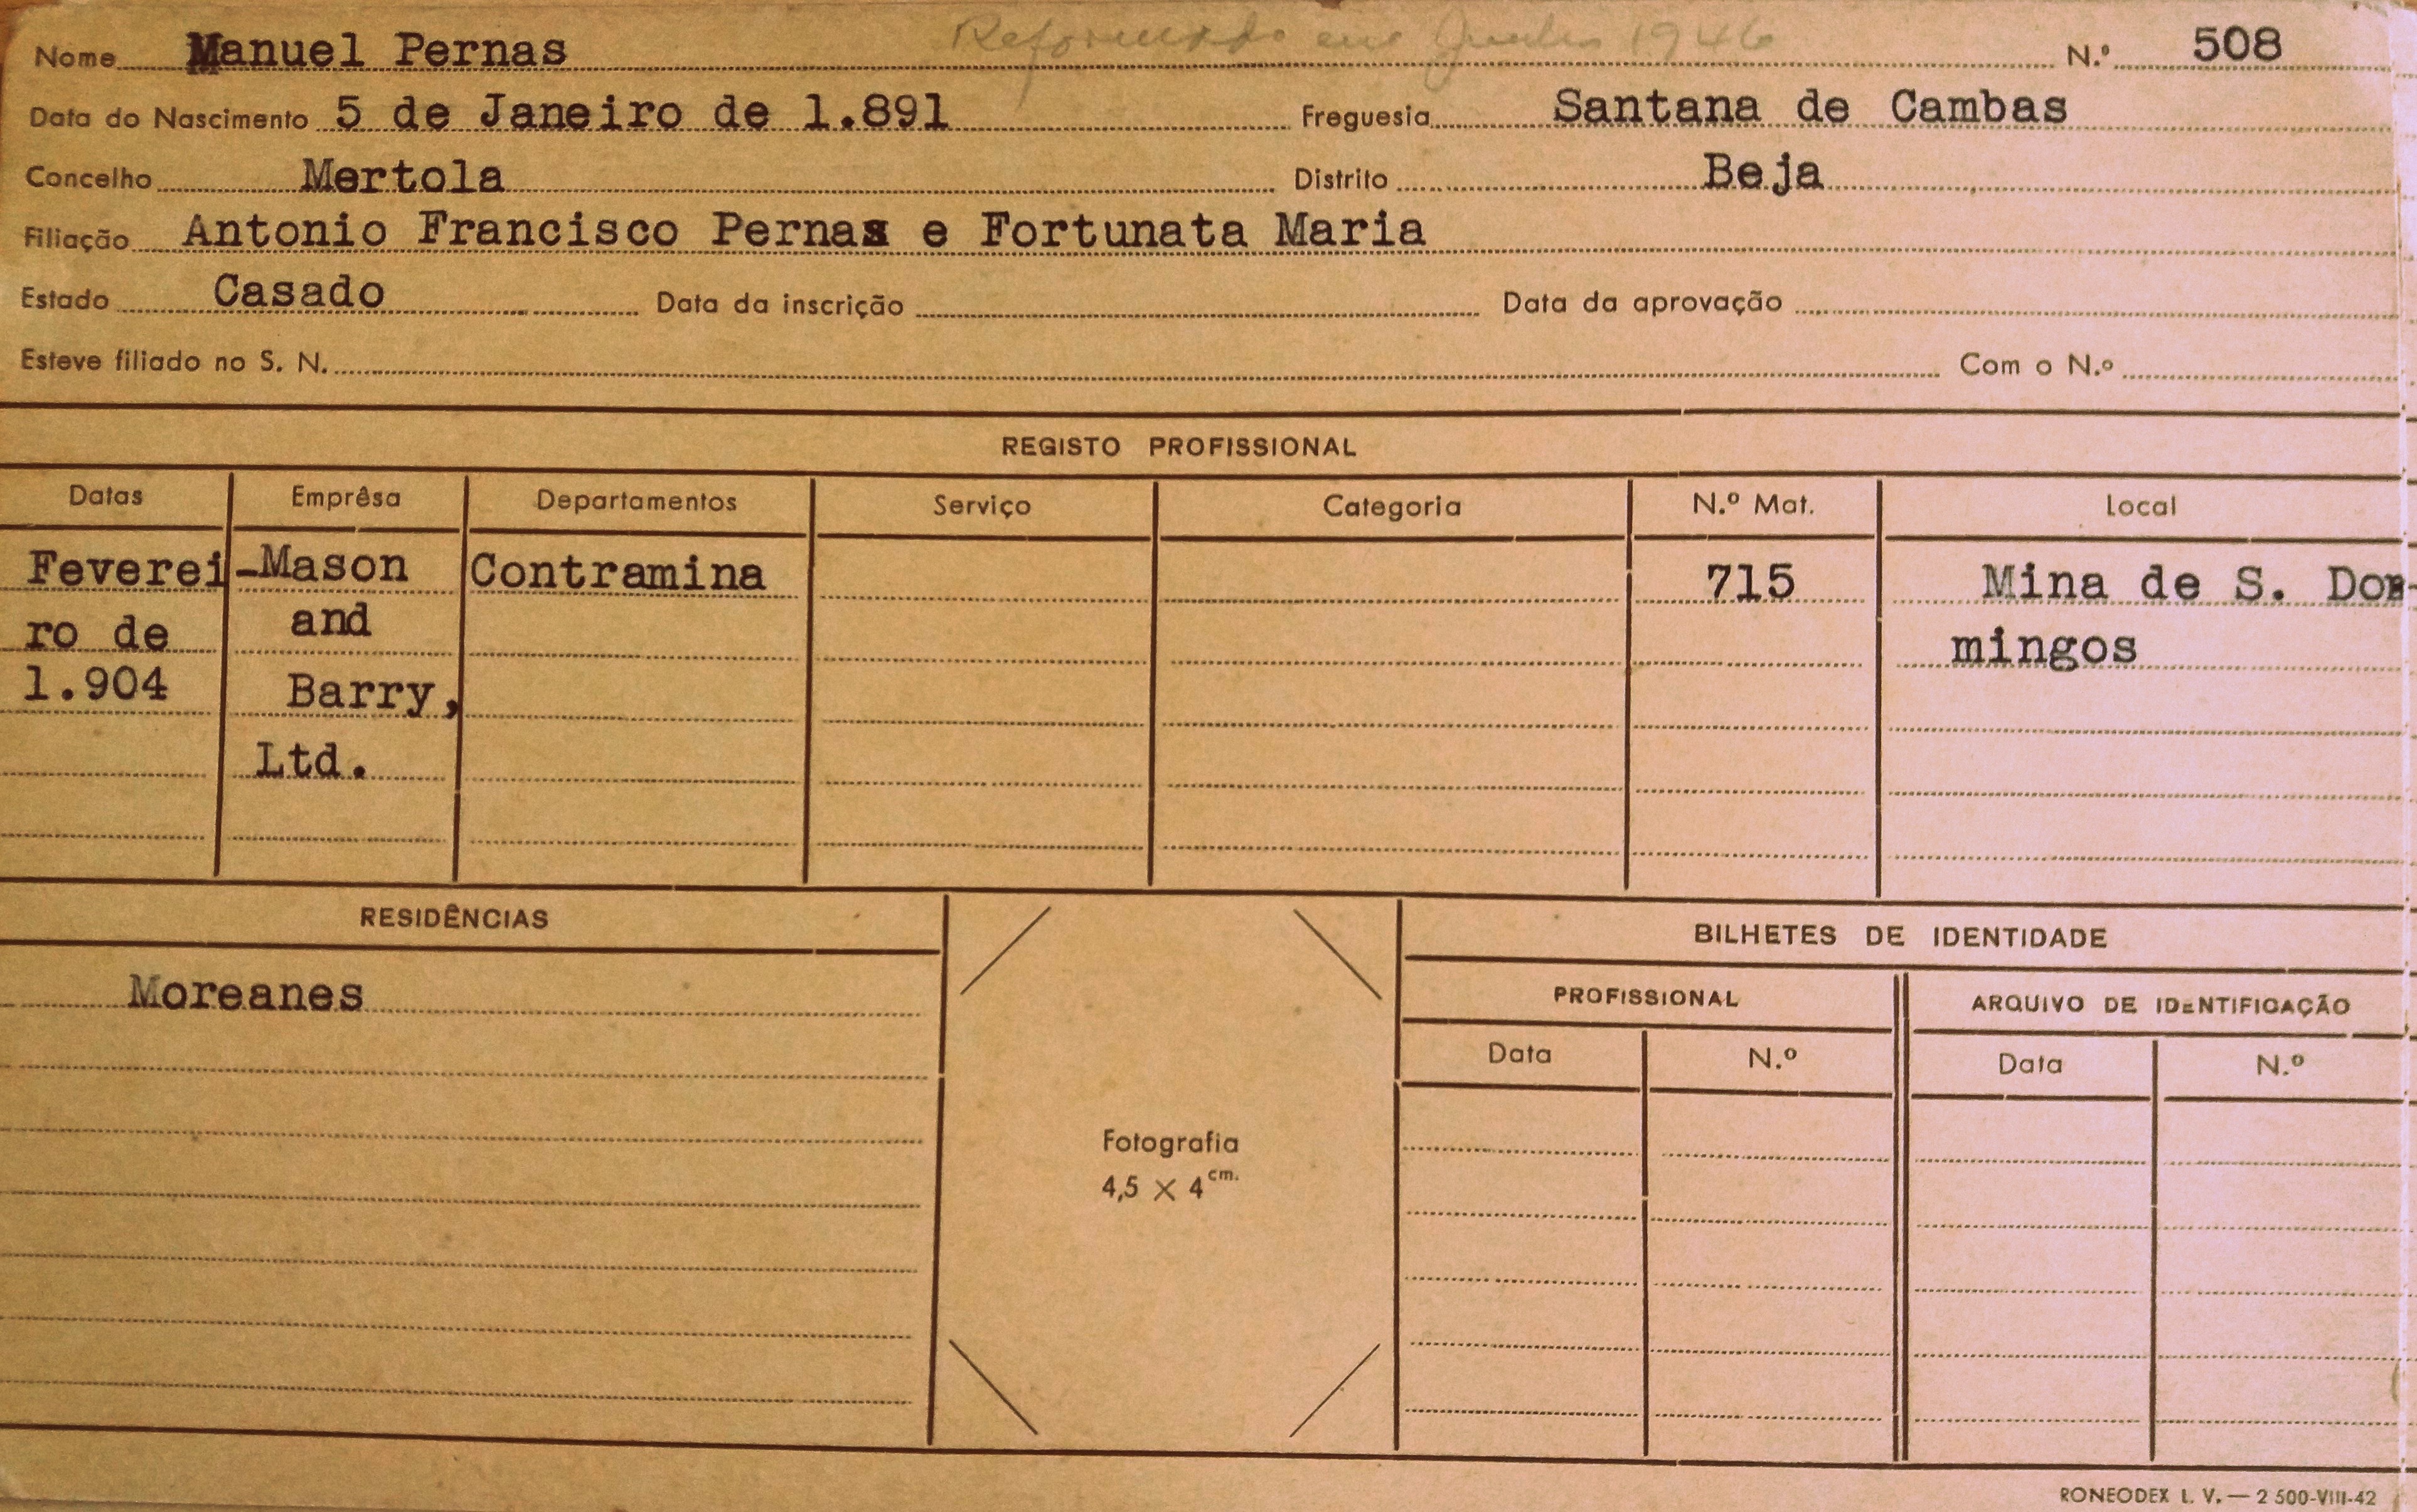 Reformado em Junho 1946
Nome Manuel Pernas N.º 508
Data do Nascimento 5 de Janeiro de 1.891 Freguesia Santana de Cambas
Concelho Mertola Distrito Beja
Filiação Antonio Francisco Pernas e Fortunata Maria
Estado Casado Data da inscrição Data da aprovação
Esteve filiado no S. N. Com o N.º
REGISTO PROFISSIONAL
Datas Emprêsa Departamentos Serviço Categoria N.º Mat. Local
Feverei- Mason Contramina 715 Mina de S. Do-
ro de and mingos
1.904 Barry,
Ltd.
RESIDÊNCIAS
Moreanes
Fotografia
4,5 × 4 cm.
BILHETES DE IDENTIDADE
PROFISSIONAL ARQUIVO DE IDENTIFICAÇÃO
Data N.º Data N.º
RONEODEX L. V. — 2 500-VIII-42